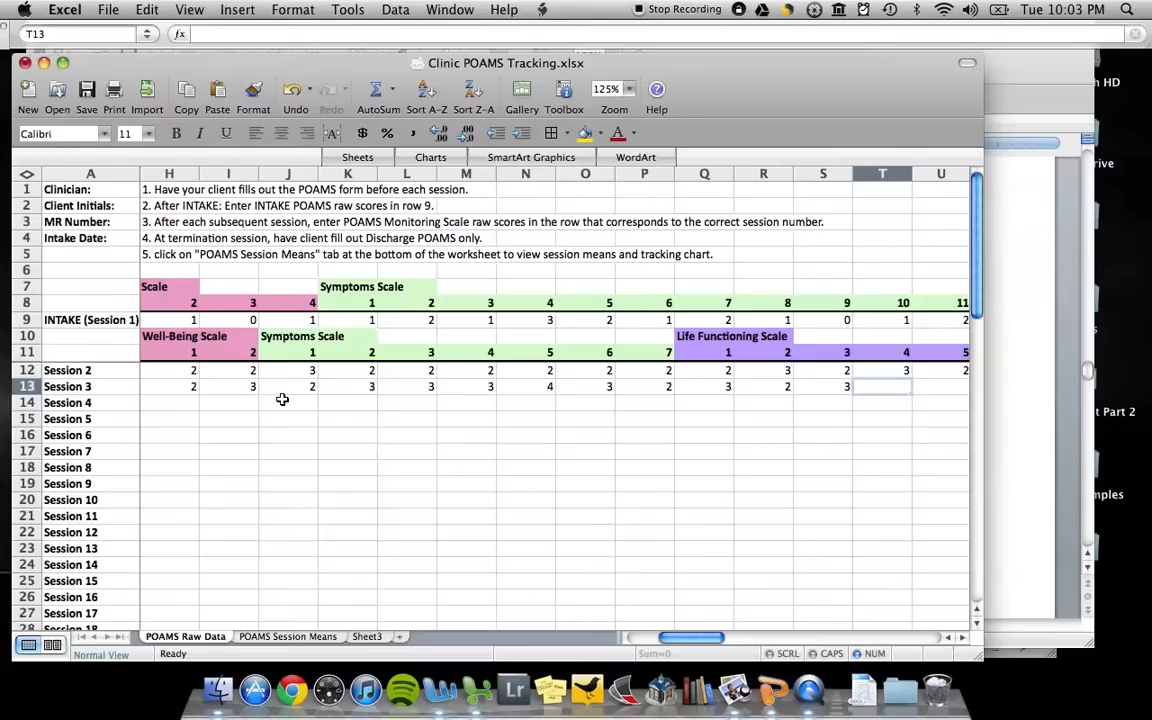 Excel File Edit View Insert Format Tools Data Window Help Stop Recording Tue 10:03 PM
T13 fx
Clinic POAMS Tracking.xlsx
125%
New Open Save Print Import Copy Paste Format Undo Redo AutoSum Sort A-Z Sort Z-A Gallery Toolbox Zoom Help
Calibri 11 B I U A $ % , A
Sheets Charts SmartArt Graphics WordArt
A H I J K L M N O P Q R S T U
1 Clinician: 1. Have your client fills out the POAMS form before each session.
2 Client Initials: 2. After INTAKE: Enter INTAKE POAMS raw scores in row 9.
3 MR Number: 3. After each subsequent session, enter POAMS Monitoring Scale raw scores in the row that corresponds to the correct session number.
4 Intake Date: 4. At termination session, have client fill out Discharge POAMS only.
5 5. click on "POAMS Session Means" tab at the bottom of the worksheet to view session means and tracking chart.
6
7 Scale Symptoms Scale
8 2 3 4 1 2 3 4 5 6 7 8 9 10 11
9 INTAKE (Session 1) 1 0 1 1 2 1 3 2 1 2 1 0 1 2
10 Well-Being Scale Symptoms Scale Life Functioning Scale
11 1 2 1 2 3 4 5 6 7 1 2 3 4 5
12 Session 2 2 2 3 2 2 2 2 2 2 2 3 2 3 2
13 Session 3 2 3 2 3 3 3 4 3 2 3 2 3
14 Session 4
15 Session 5
16 Session 6
17 Session 7
18 Session 8
19 Session 9
20 Session 10
21 Session 11
22 Session 12
23 Session 13
24 Session 14
25 Session 15
26 Session 16
27 Session 17
28 Session 18
POAMS Raw Data POAMS Session Means Sheet3 +
Normal View Ready Sum=0 SCRL CAPS NUM
h HD
rive
t Part 2
mples
Lr